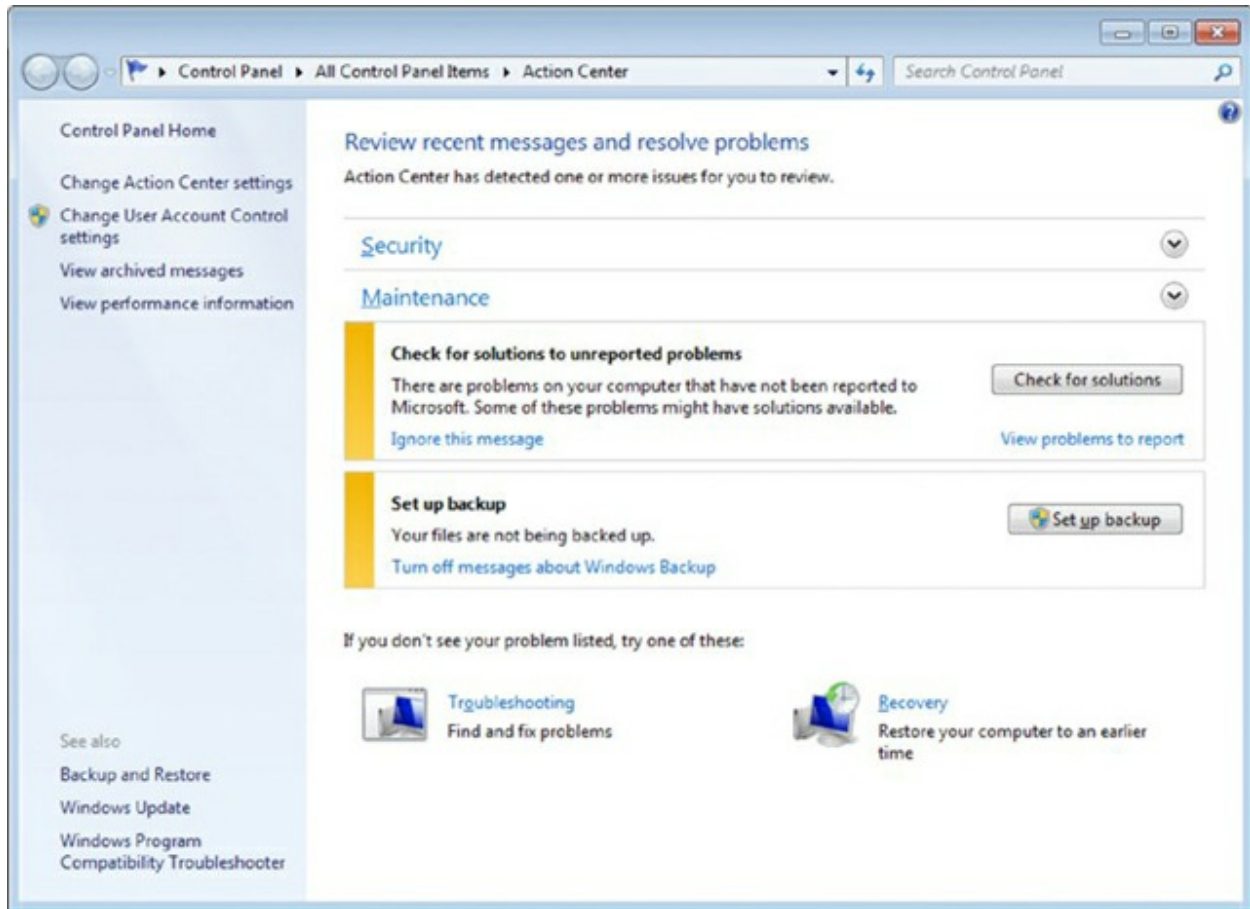 Control Panel ▸ All Control Panel Items ▸ Action Center
Search Control Panel
Control Panel Home
Change Action Center settings
Change User Account Control
settings
View archived messages
View performance information
See also
Backup and Restore
Windows Update
Windows Program
Compatibility Troubleshooter
Review recent messages and resolve problems
Action Center has detected one or more issues for you to review.
Security
Maintenance
Check for solutions to unreported problems
There are problems on your computer that have not been reported to
Microsoft. Some of these problems might have solutions available.
Check for solutions
Ignore this message
View problems to report
Set up backup
Your files are not being backed up.
Set up backup
Turn off messages about Windows Backup
If you don't see your problem listed, try one of these:
Troubleshooting
Find and fix problems
Recovery
Restore your computer to an earlier
time